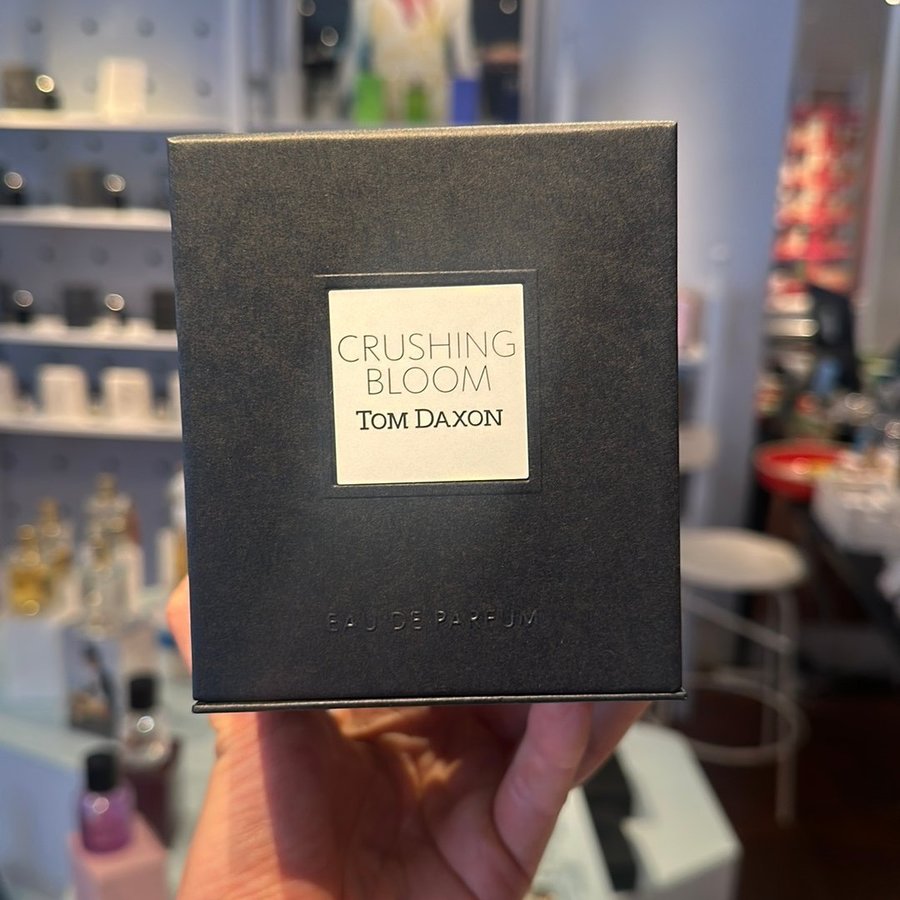 CRUSHING
BLOOM
TOM DAXON
EAU DE PARFUM